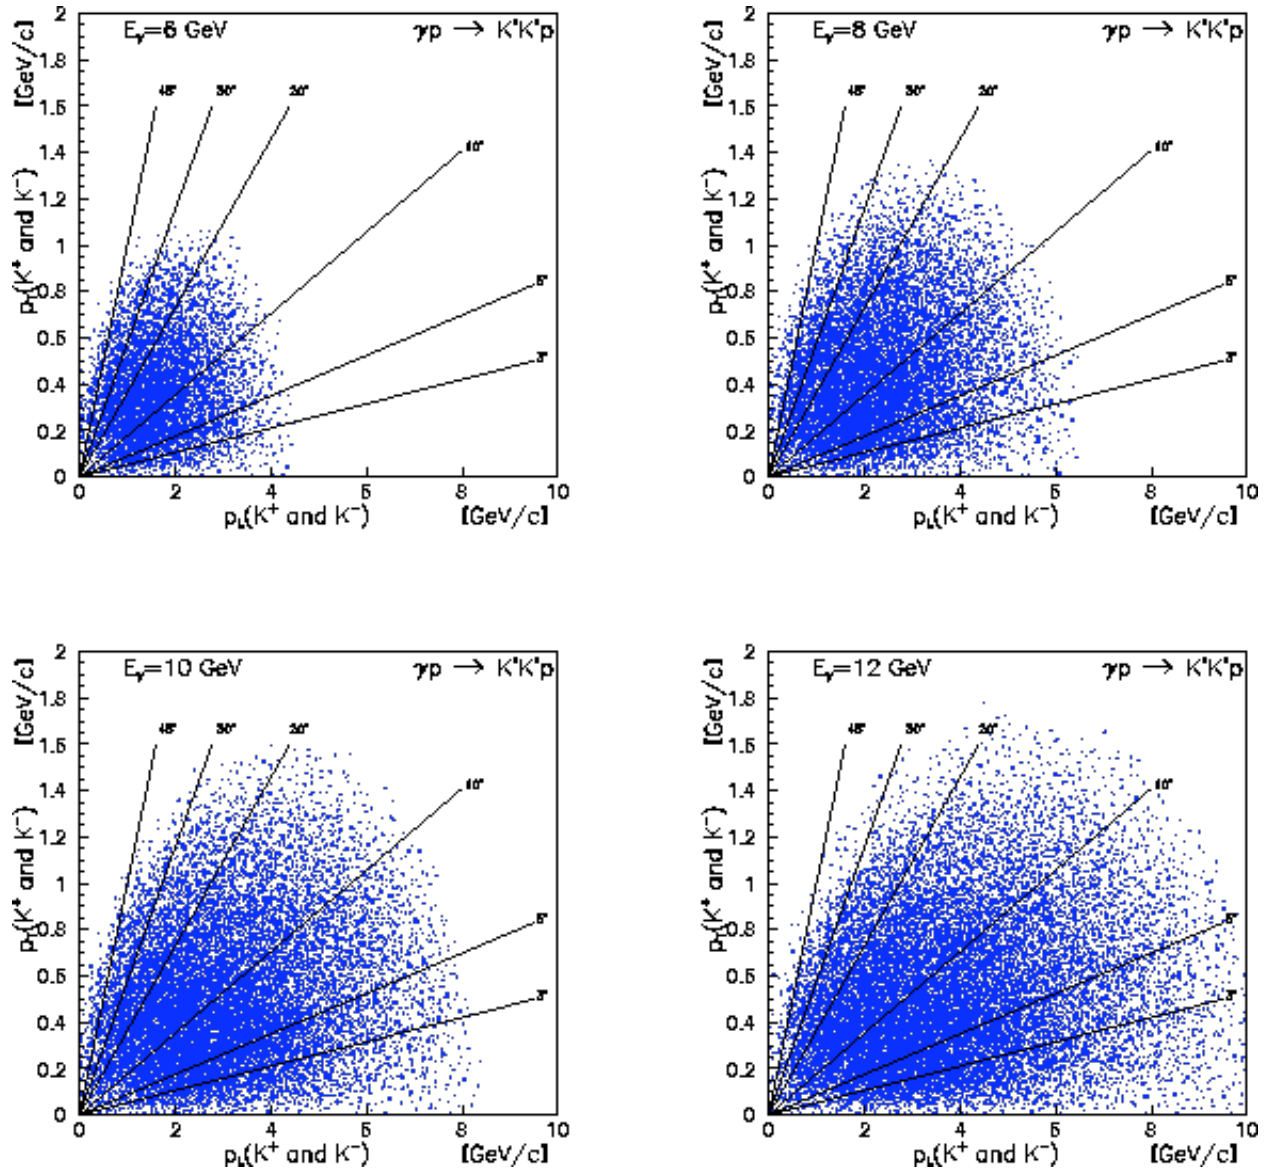 E_γ=6 GeV γp → K⁺K⁻p
2
1.8
1.6
1.4
1.2
1
0.8
0.6
0.4
0.2
0
45° 30° 20°
10°
5°
3°
p_t(K⁺ and K⁻) [GeV/c]
0 2 4 6 8 10
p_L(K⁺ and K⁻) [GeV/c]
E_γ=8 GeV γp → K⁺K⁻p
2
1.8
1.6
1.4
1.2
1
0.8
0.6
0.4
0.2
0
45° 30° 20°
10°
5°
3°
p_t(K⁺ and K⁻) [GeV/c]
0 2 4 6 8 10
p_L(K⁺ and K⁻) [GeV/c]
E_γ=10 GeV γp → K⁺K⁻p
2
1.8
1.6
1.4
1.2
1
0.8
0.6
0.4
0.2
0
45° 30° 20°
10°
5°
3°
p_t(K⁺ and K⁻) [GeV/c]
0 2 4 6 8 10
p_L(K⁺ and K⁻) [GeV/c]
E_γ=12 GeV γp → K⁺K⁻p
2
1.8
1.6
1.4
1.2
1
0.8
0.6
0.4
0.2
0
45° 30° 20°
10°
5°
3°
p_t(K⁺ and K⁻) [GeV/c]
0 2 4 6 8 10
p_L(K⁺ and K⁻) [GeV/c]